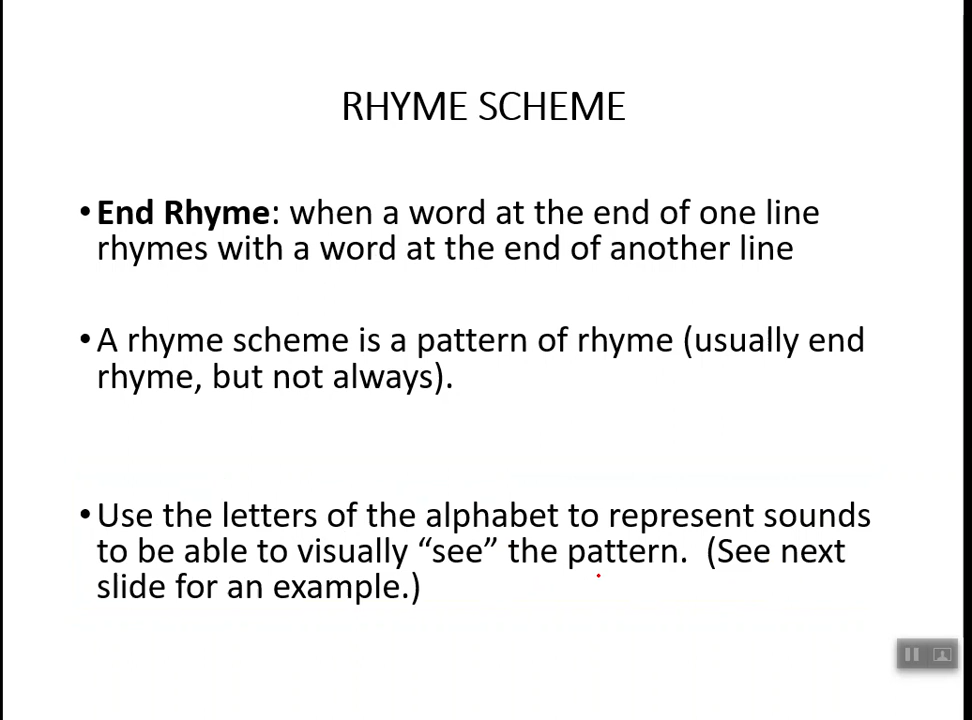 RHYME SCHEME
•End Rhyme: when a word at the end of one line
rhymes with a word at the end of another line
•A rhyme scheme is a pattern of rhyme (usually end
rhyme, but not always).
•Use the letters of the alphabet to represent sounds
to be able to visually “see” the pattern.  (See next
slide for an example.)